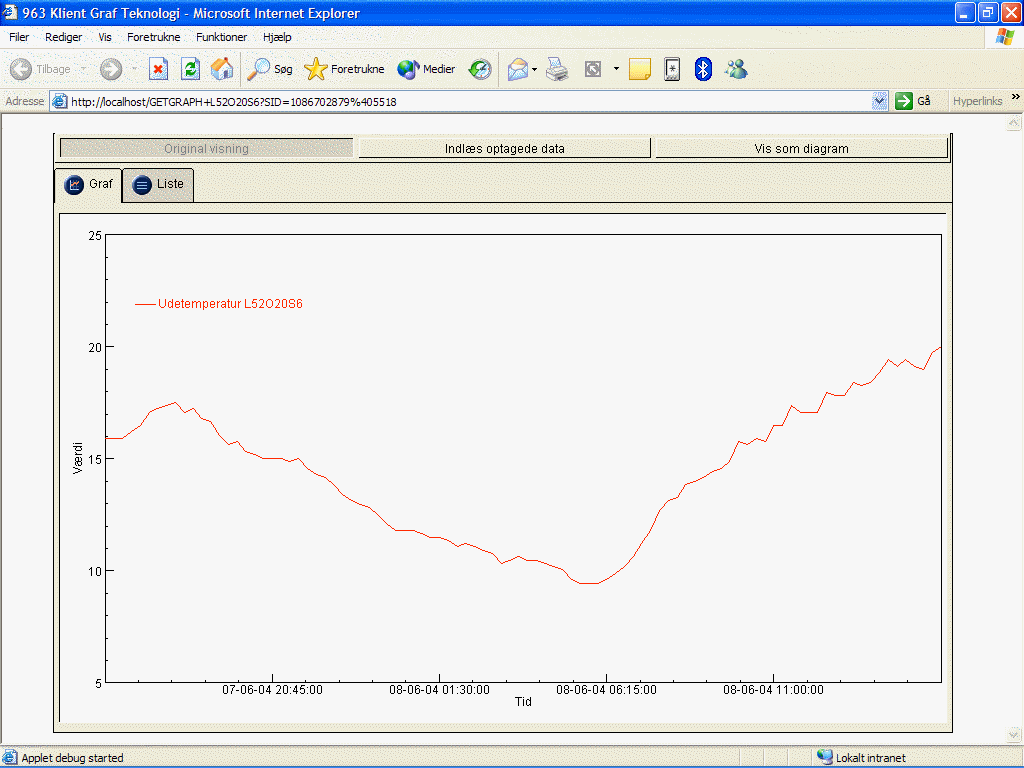 963 Klient Graf Teknologi - Microsoft Internet Explorer
Filer Rediger Vis Foretrukne Funktioner Hjælp
Tilbage Søg Foretrukne Medier
Adresse http://localhost/GETGRAPH+L52O20S6?SID=1086702879%405518 Gå Hyperlinks »
Original visning Indlæs optagede data Vis som diagram
Graf Liste
25
Udetemperatur L52O20S6
20
Værdi
15
10
5
07-06-04 20:45:00 08-06-04 01:30:00 08-06-04 06:15:00 08-06-04 11:00:00
Tid
Applet debug started Lokalt intranet